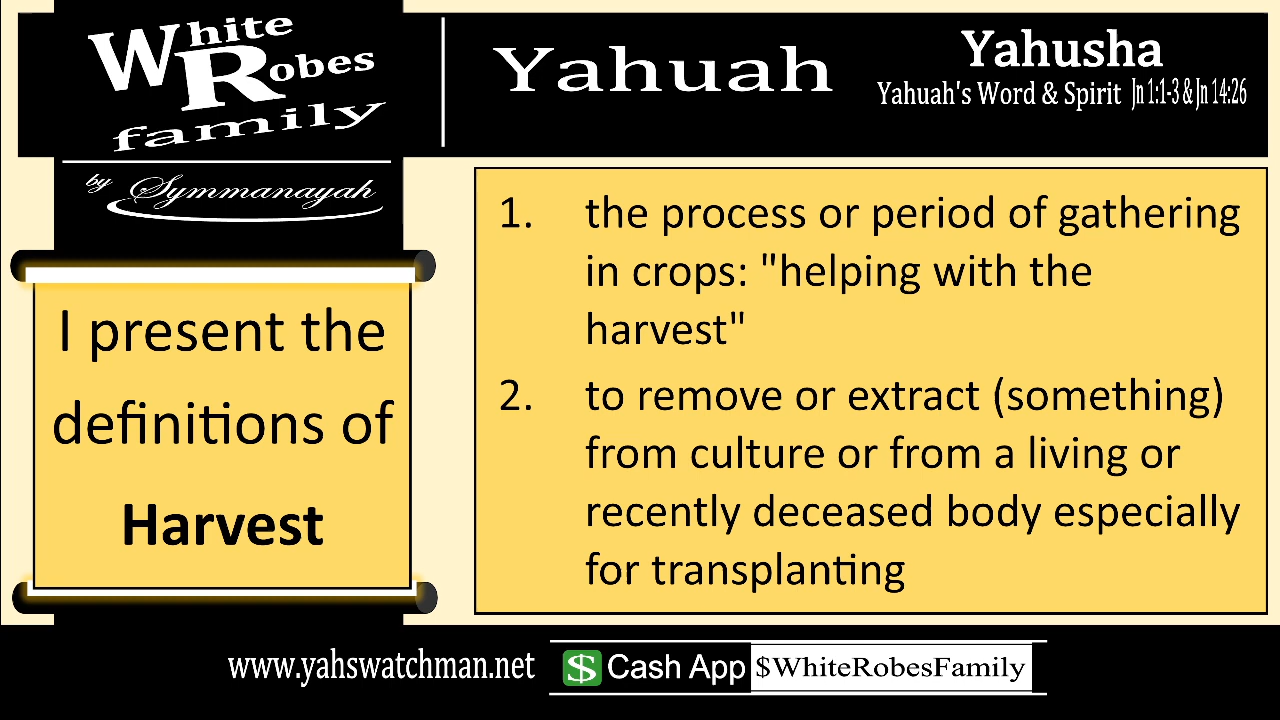 White
Robes
family
by Symmanayah
Yahuah
Yahusha
Yahuah's Word & Spirit Jn 1:1-3 & Jn 14:26
I present the
definitions of
Harvest
1. the process or period of gathering
in crops: "helping with the
harvest"
2. to remove or extract (something)
from culture or from a living or
recently deceased body especially
for transplanting
www.yahswatchman.net $ Cash App $WhiteRobesFamily